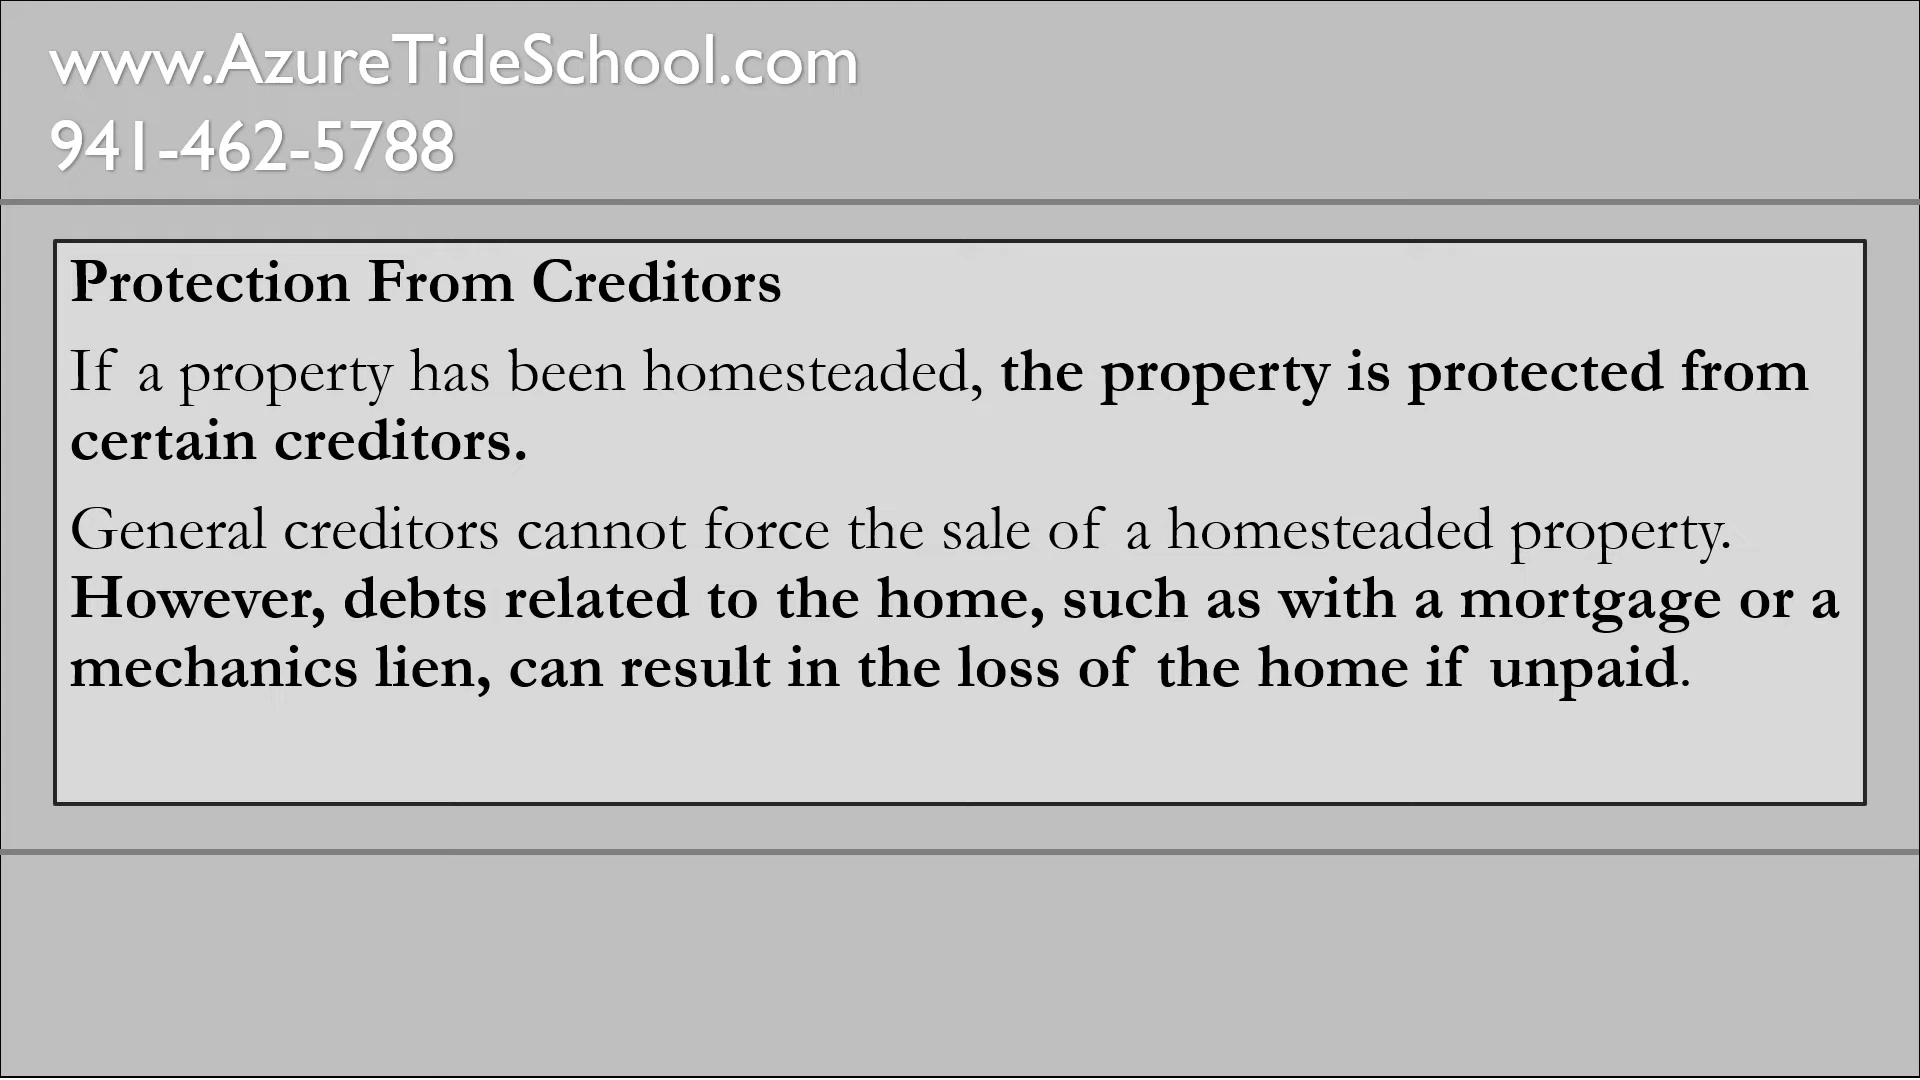 www.AzureTideSchool.com
941-462-5788
Protection From Creditors
If a property has been homesteaded, the property is protected from
certain creditors.
General creditors cannot force the sale of a homesteaded property.
However, debts related to the home, such as with a mortgage or a
mechanics lien, can result in the loss of the home if unpaid.